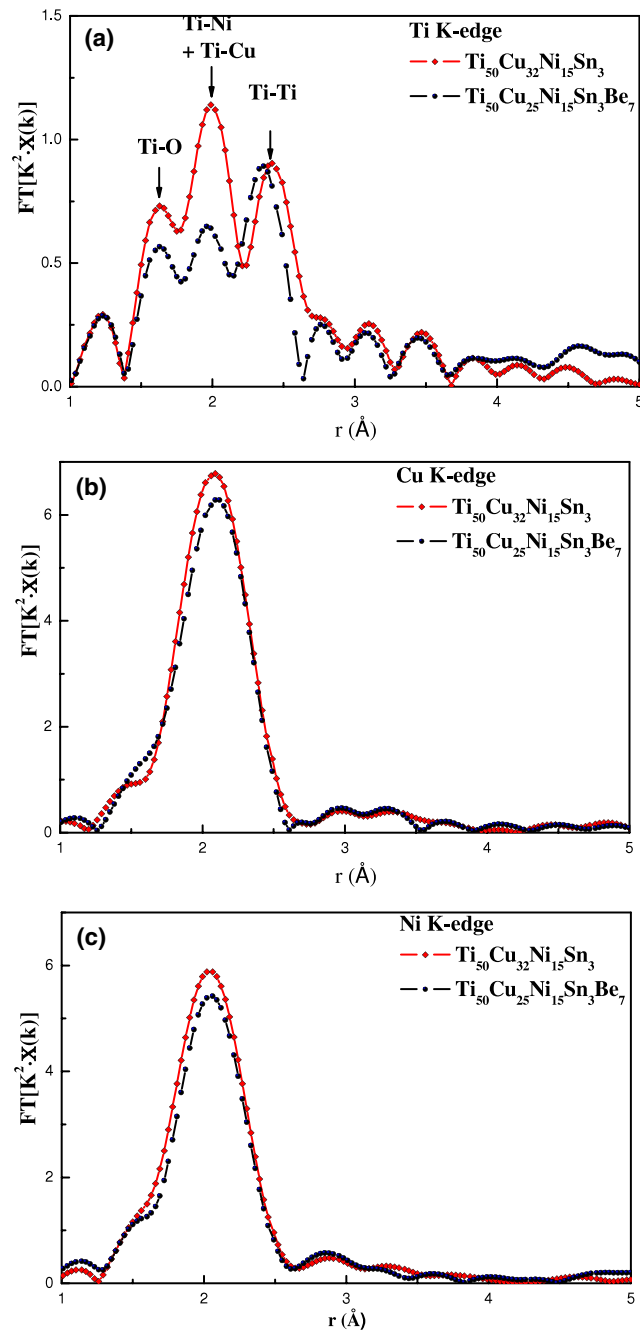 (a)
Ti-Ni
+ Ti-Cu
Ti K-edge
Ti₅₀Cu₃₂Ni₁₅Sn₃
Ti₅₀Cu₂₅Ni₁₅Sn₃Be₇
Ti-Ti
Ti-O
FT[K²·X(k)]
1.5
1.0
0.5
0.0
1 2 3 4 5
r (Å)
(b)
Cu K-edge
Ti₅₀Cu₃₂Ni₁₅Sn₃
Ti₅₀Cu₂₅Ni₁₅Sn₃Be₇
FT[K²·X(k)]
6
4
2
0
1 2 3 4 5
r (Å)
(c)
Ni K-edge
Ti₅₀Cu₃₂Ni₁₅Sn₃
Ti₅₀Cu₂₅Ni₁₅Sn₃Be₇
FT[K²·X(k)]
6
4
2
0
1 2 3 4 5
r (Å)